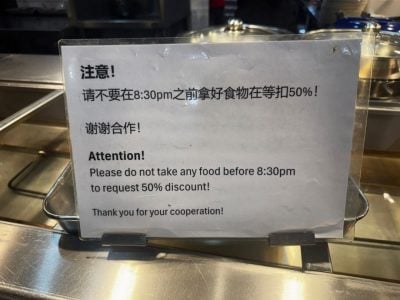 注意！
请不要在8:30pm之前拿好食物在等扣50%！
谢谢合作！
Attention!
Please do not take any food before 8:30pm
to request 50% discount!
Thank you for your cooperation!